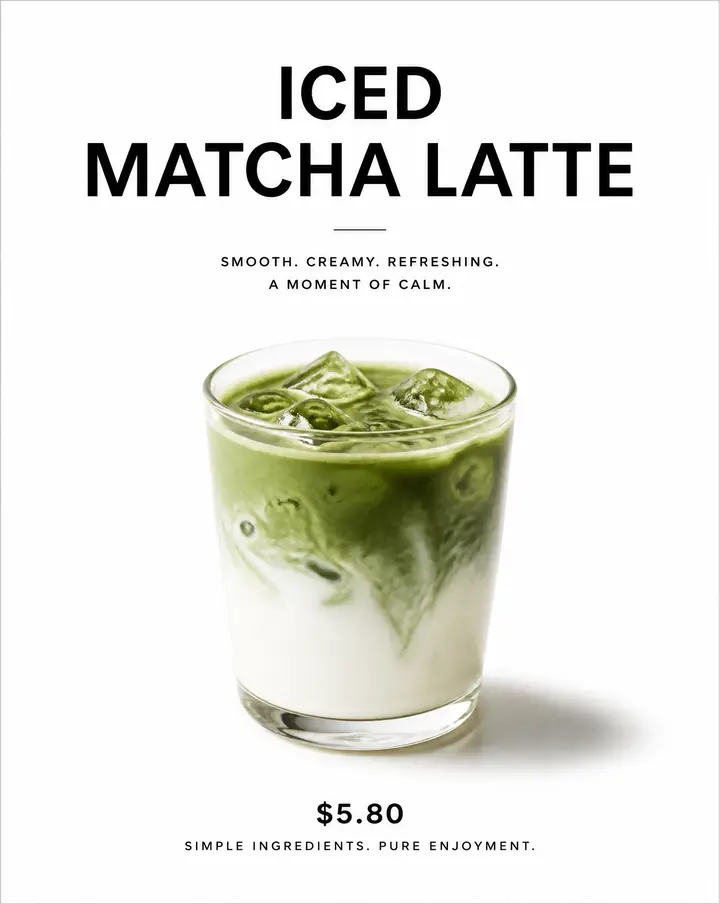 ICED
MATCHA LATTE
SMOOTH. CREAMY. REFRESHING.
A MOMENT OF CALM.
$5.80
SIMPLE INGREDIENTS. PURE ENJOYMENT.